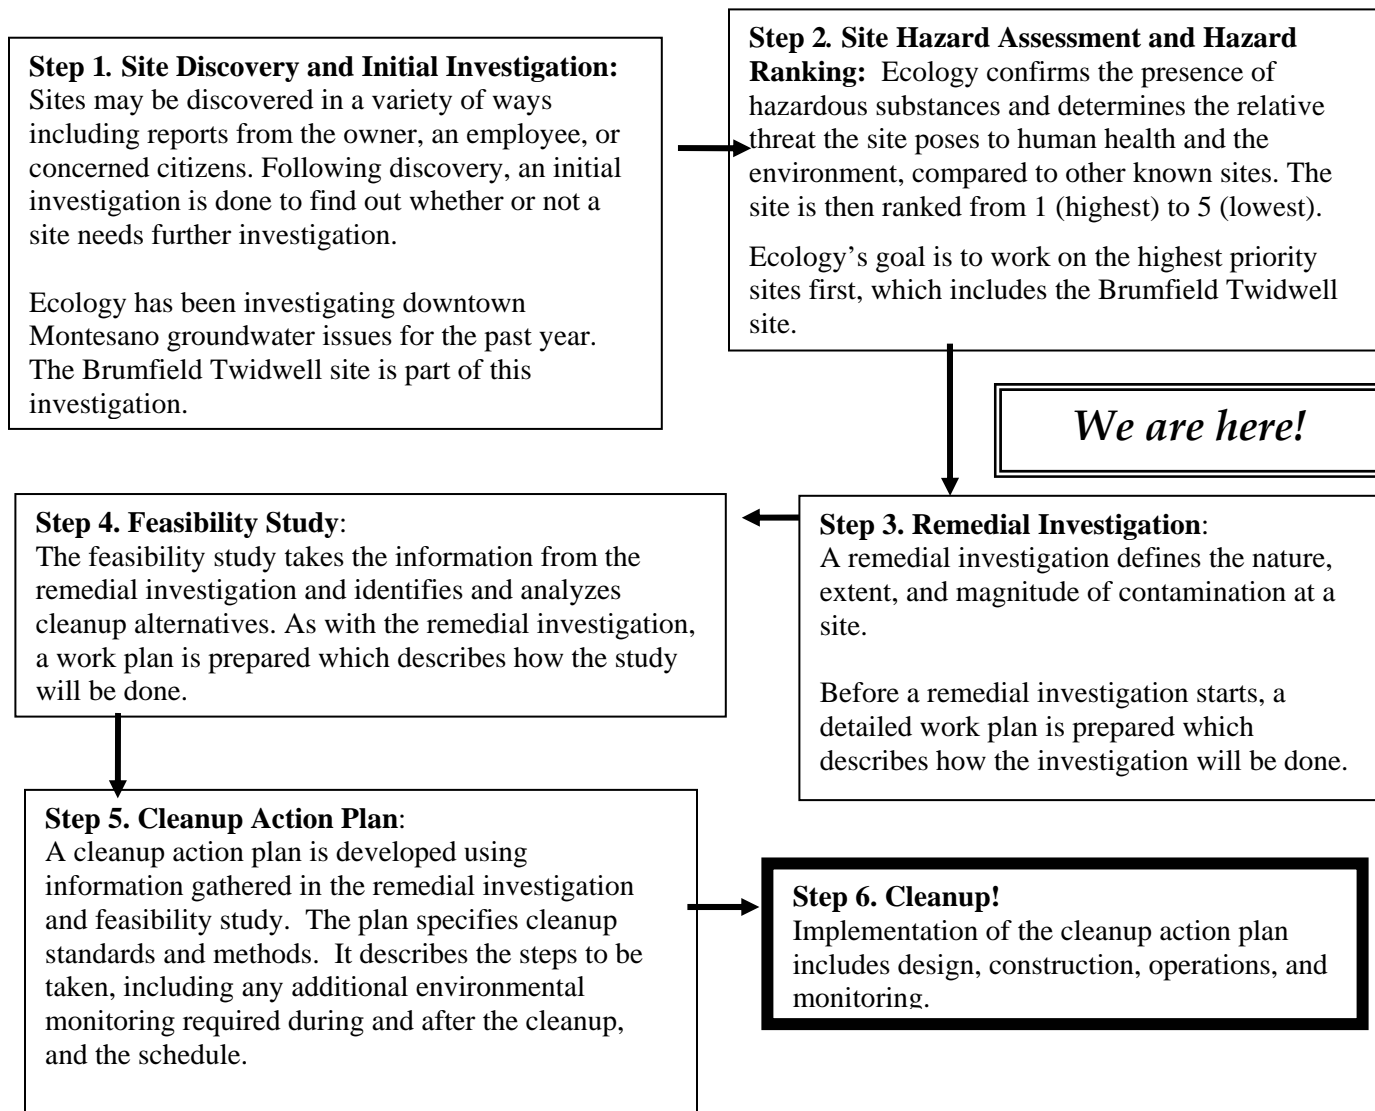 Step 1. Site Discovery and Initial Investigation:
Sites may be discovered in a variety of ways
including reports from the owner, an employee, or
concerned citizens. Following discovery, an initial
investigation is done to find out whether or not a
site needs further investigation.
Ecology has been investigating downtown
Montesano groundwater issues for the past year.
The Brumfield Twidwell site is part of this
investigation.
Step 2. Site Hazard Assessment and Hazard
Ranking:  Ecology confirms the presence of
hazardous substances and determines the relative
threat the site poses to human health and the
environment, compared to other known sites. The
site is then ranked from 1 (highest) to 5 (lowest).
Ecology’s goal is to work on the highest priority
sites first, which includes the Brumfield Twidwell
site.
We are here!
Step 3. Remedial Investigation:
A remedial investigation defines the nature,
extent, and magnitude of contamination at a
site.
Before a remedial investigation starts, a
detailed work plan is prepared which
describes how the investigation will be done.
Step 4. Feasibility Study:
The feasibility study takes the information from the
remedial investigation and identifies and analyzes
cleanup alternatives. As with the remedial investigation,
a work plan is prepared which describes how the study
will be done.
Step 5. Cleanup Action Plan:
A cleanup action plan is developed using
information gathered in the remedial investigation
and feasibility study.  The plan specifies cleanup
standards and methods.  It describes the steps to be
taken, including any additional environmental
monitoring required during and after the cleanup,
and the schedule.
Step 6. Cleanup!
Implementation of the cleanup action plan
includes design, construction, operations, and
monitoring.